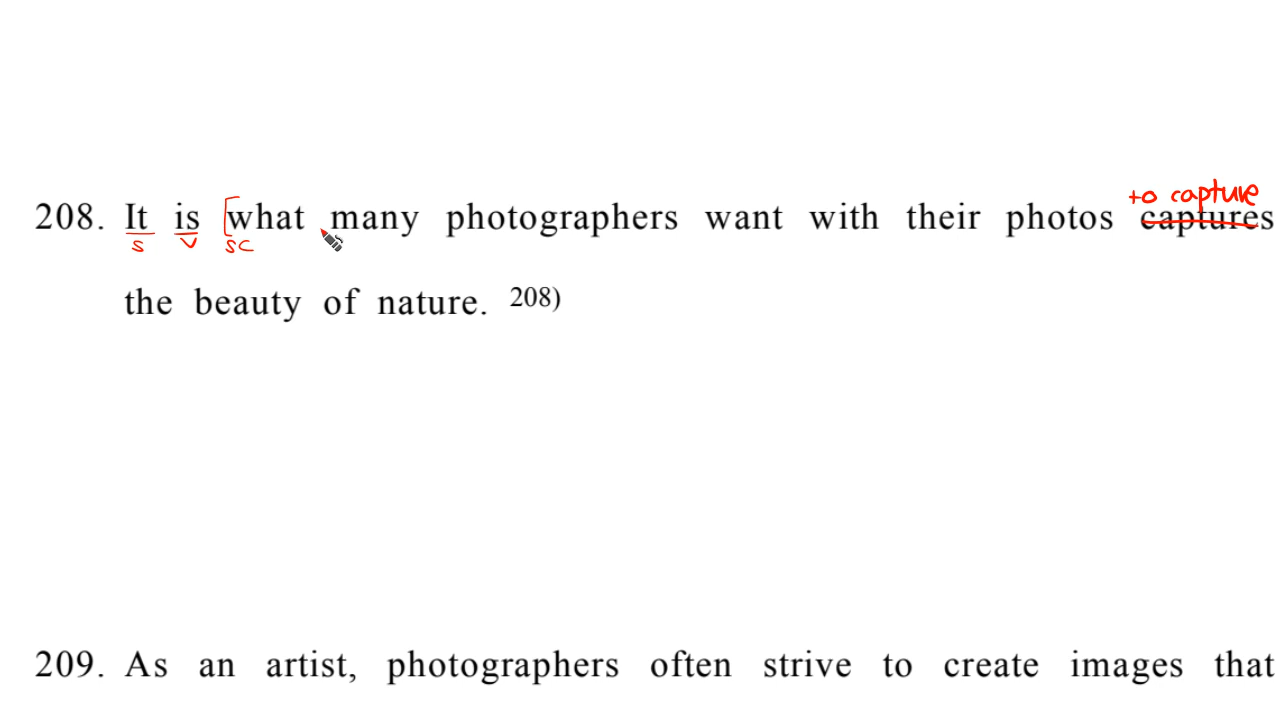 to capture
208. It is [what many photographers want with their photos captures
S V SC
the beauty of nature. 208)
209. As an artist, photographers often strive to create images that